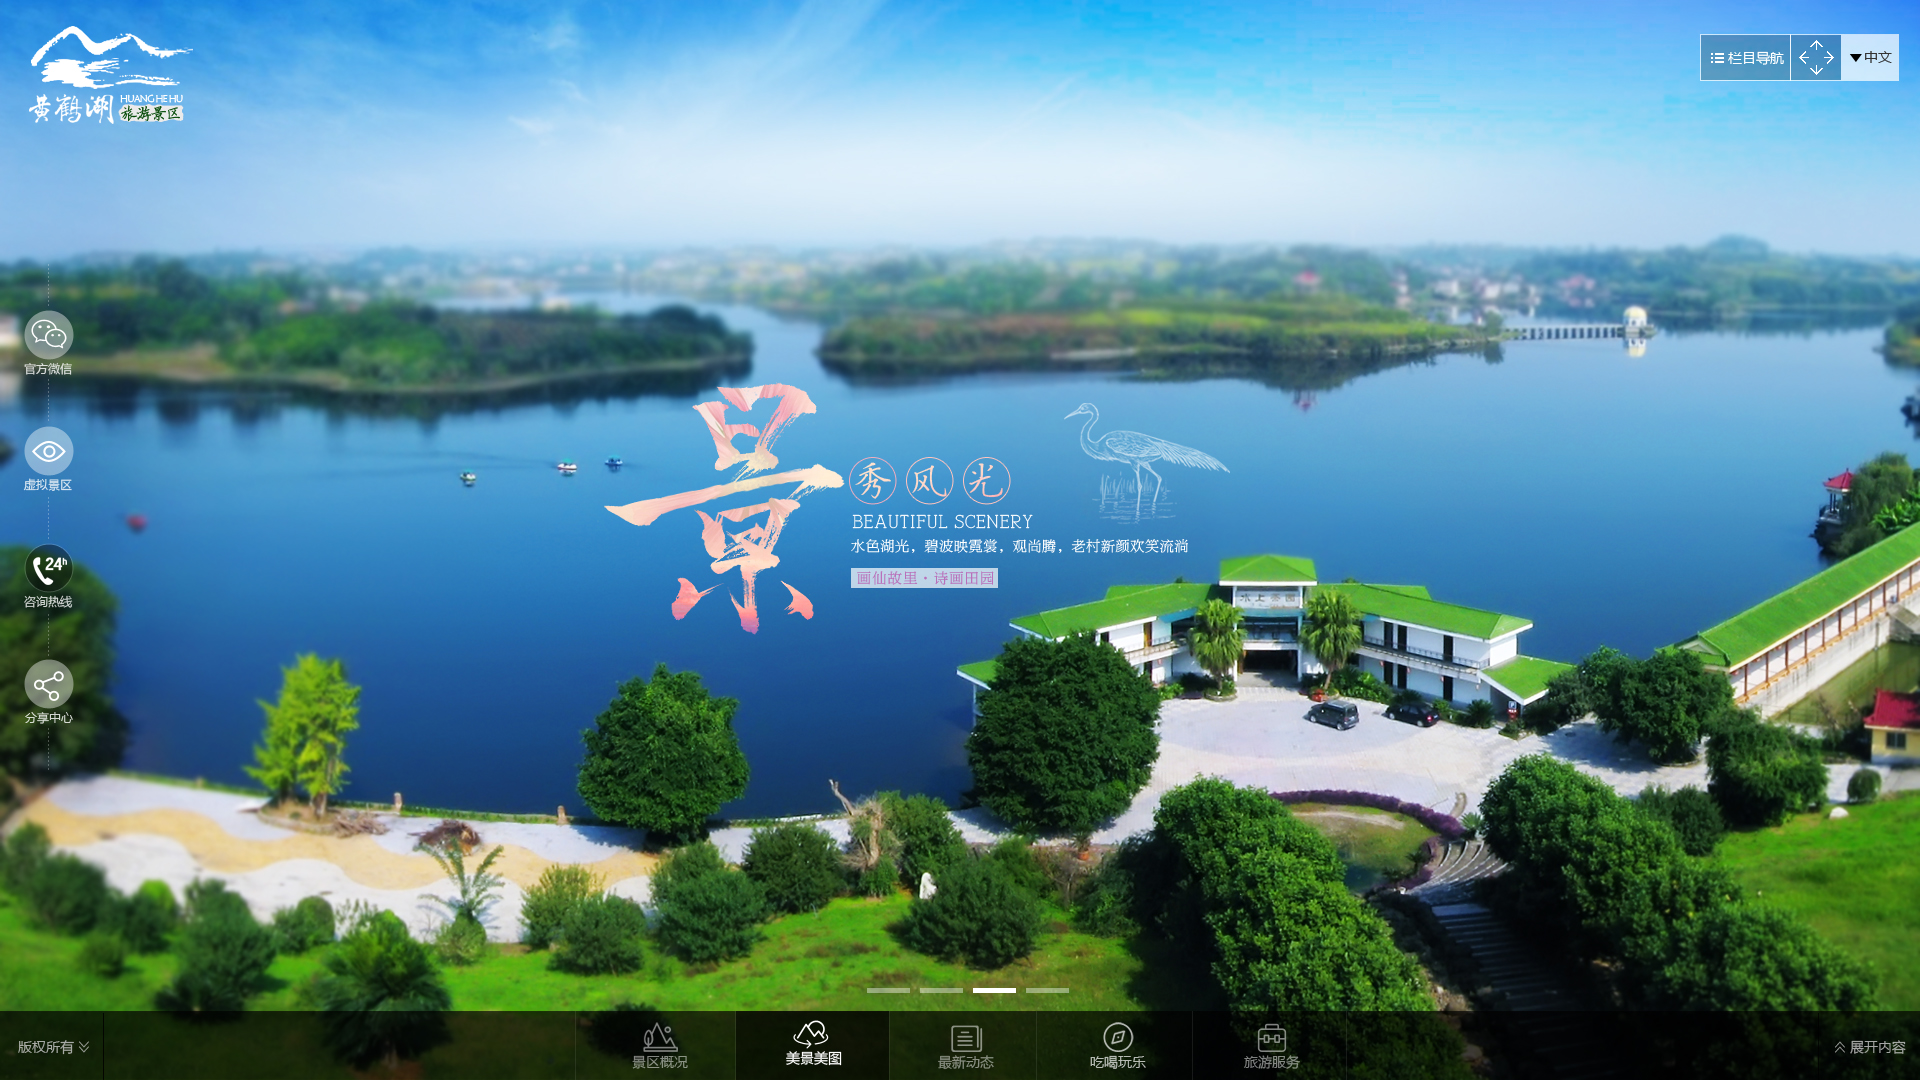 黄鹤湖
HUANG HE HU
旅游景区
栏目导航
中文
官方微信
虚拟景区
24h
咨询热线
分享中心
景
秀风光
BEAUTIFUL SCENERY
水色湖光，碧波映霓裳，观尚腾，老村新颜欢笑流淌
画仙故里·诗画田园
水上茶园
版权所有
景区概况
美景美图
最新动态
吃喝玩乐
旅游服务
展开内容